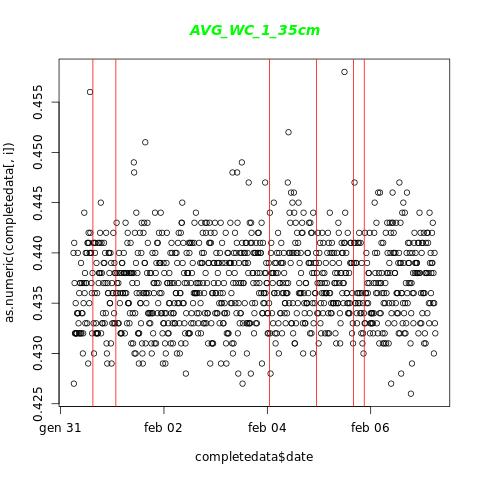 AVG_WC_1_35cm
as.numeric(completedata[, i])
0.455
0.450
0.445
0.440
0.435
0.430
0.425
gen 31 feb 02 feb 04 feb 06
completedata$date